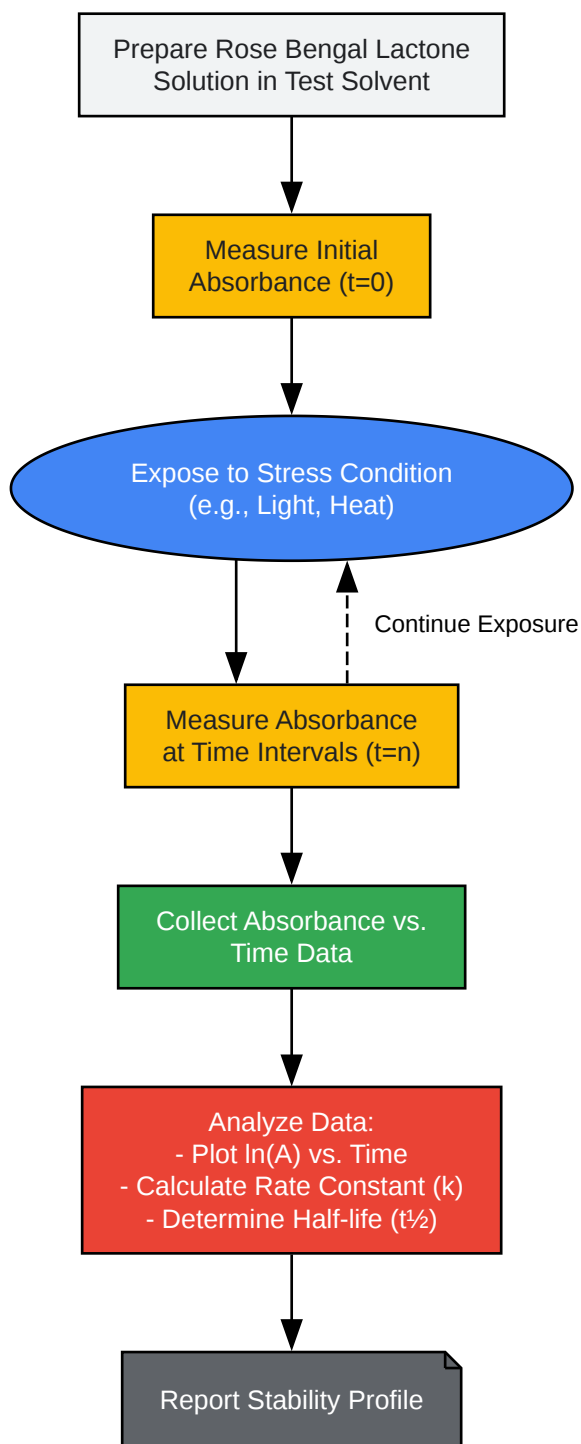 Prepare Rose Bengal Lactone
Solution in Test Solvent
Measure Initial
Absorbance (t=0)
Expose to Stress Condition
(e.g., Light, Heat)
Continue Exposure
Measure Absorbance
at Time Intervals (t=n)
Collect Absorbance vs.
Time Data
Analyze Data:
- Plot ln(A) vs. Time
- Calculate Rate Constant (k)
- Determine Half-life (t½)
Report Stability Profile